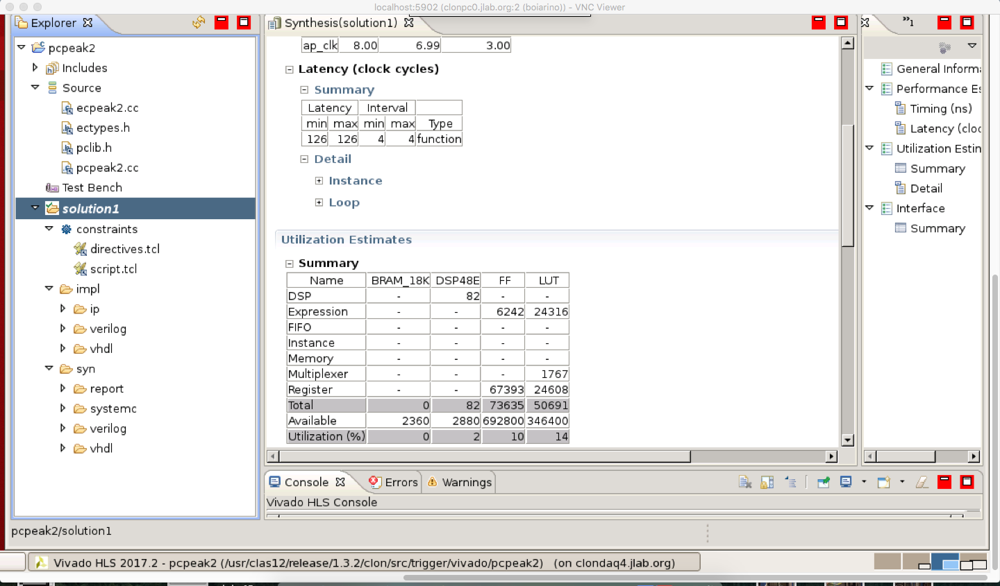 localhost:5902 (clonpc0.jlab.org:2 (boiarino)) - VNC Viewer
Explorer
pcpeak2
Includes
Source
ecpeak2.cc
ectypes.h
pclib.h
pcpeak2.cc
Test Bench
solution1
constraints
directives.tcl
script.tcl
impl
ip
verilog
vhdl
syn
report
systemc
verilog
vhdl
Synthesis(solution1)
ap_clk 8.00 6.99 3.00
Latency (clock cycles)
Summary
Latency Interval
min max min max Type
126 126 4 4 function
Detail
Instance
Loop
Utilization Estimates
Summary
Name BRAM_18K DSP48E FF LUT
DSP - 82 - -
Expression - - 6242 24316
FIFO - - - -
Instance - - - -
Memory - - - -
Multiplexer - - - 1767
Register - - 67393 24608
Total 0 82 73635 50691
Available 2360 2880 692800 346400
Utilization (%) 0 2 10 14
"1
General Informa
Performance Es
Timing (ns)
Latency (cloc
Utilization Estin
Summary
Detail
Interface
Summary
Console Errors Warnings
Vivado HLS Console
pcpeak2/solution1
Vivado HLS 2017.2 - pcpeak2 (/usr/clas12/release/1.3.2/clon/src/trigger/vivado/pcpeak2) (on clondaq4.jlab.org)